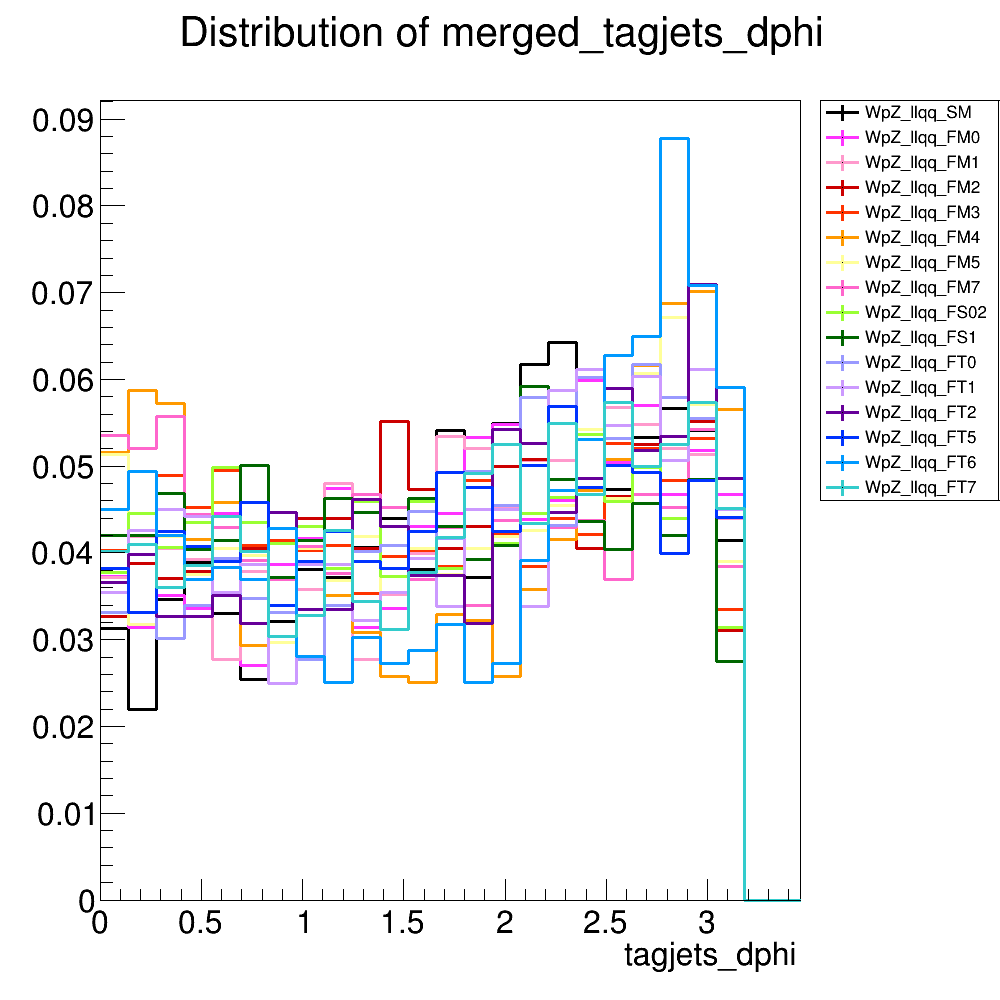 Distribution of merged_tagjets_dphi
0.09
0.08
0.07
0.06
0.05
0.04
0.03
0.02
0.01
0
0 0.5 1 1.5 2 2.5 3
tagjets_dphi
WpZ_llqq_SM
WpZ_llqq_FM0
WpZ_llqq_FM1
WpZ_llqq_FM2
WpZ_llqq_FM3
WpZ_llqq_FM4
WpZ_llqq_FM5
WpZ_llqq_FM7
WpZ_llqq_FS02
WpZ_llqq_FS1
WpZ_llqq_FT0
WpZ_llqq_FT1
WpZ_llqq_FT2
WpZ_llqq_FT5
WpZ_llqq_FT6
WpZ_llqq_FT7